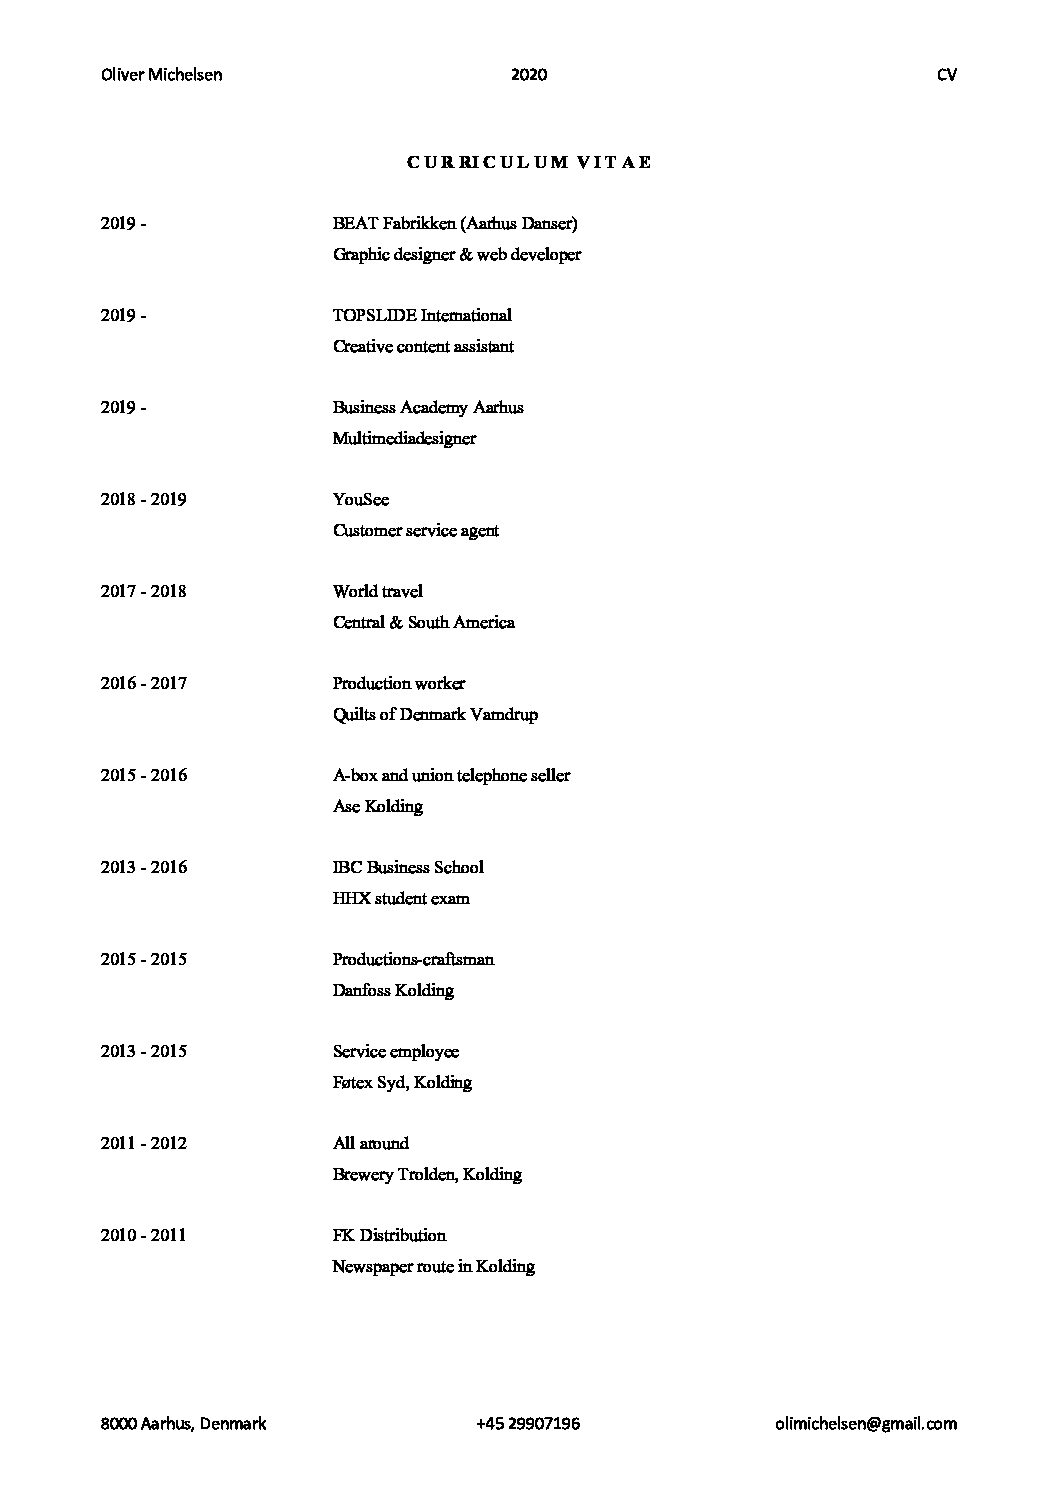 Oliver Michelsen 2020 CV
CURRICULUM VITAE
2019 - BEAT Fabrikken (Aarhus Danser)
Graphic designer & web developer
2019 - TOPSLIDE International
Creative content assistant
2019 - Business Academy Aarhus
Multimediadesigner
2018 - 2019 YouSee
Customer service agent
2017 - 2018 World travel
Central & South America
2016 - 2017 Production worker
Quilts of Denmark Vamdrup
2015 - 2016 A-box and union telephone seller
Ase Kolding
2013 - 2016 IBC Business School
HHX student exam
2015 - 2015 Productions-craftsman
Danfoss Kolding
2013 - 2015 Service employee
Føtex Syd, Kolding
2011 - 2012 All around
Brewery Trolden, Kolding
2010 - 2011 FK Distribution
Newspaper route in Kolding
8000 Aarhus, Denmark +45 29907196 olimichelsen@gmail.com